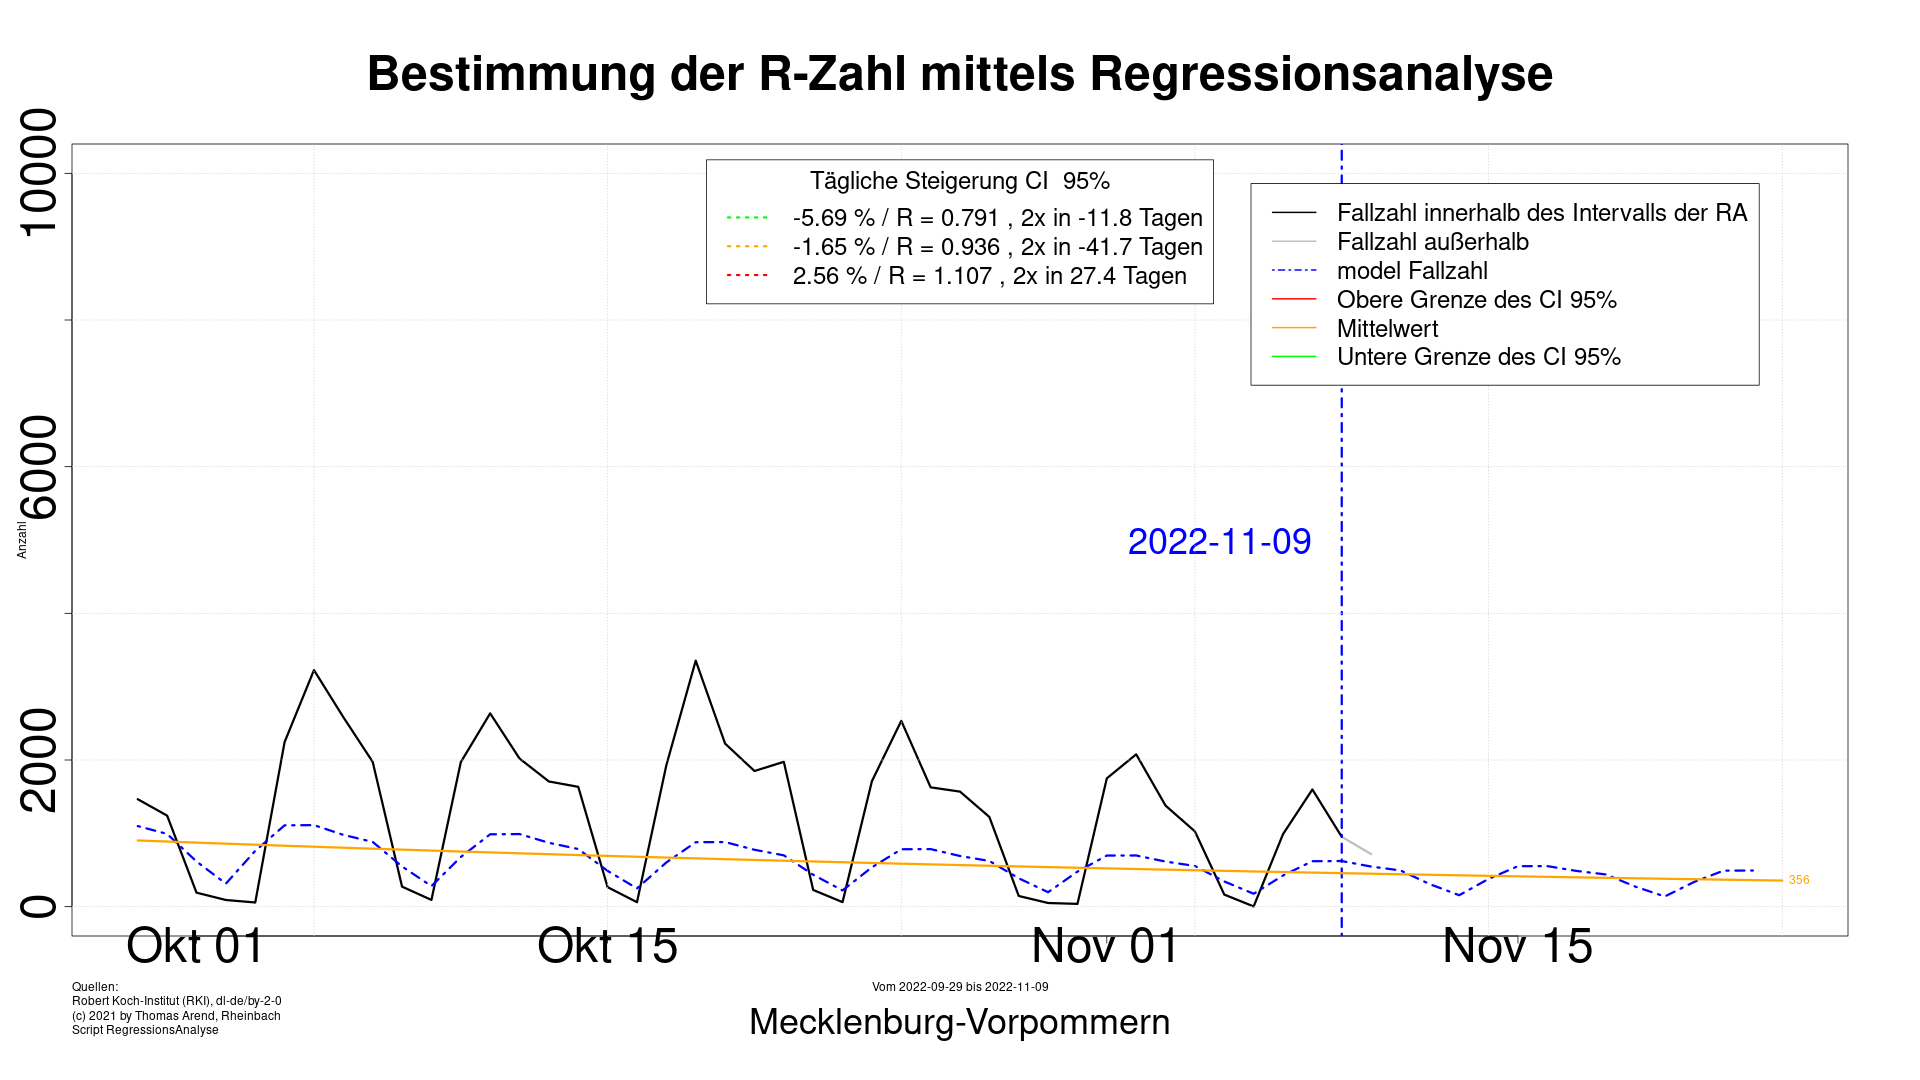 Bestimmung der R-Zahl mittels Regressionsanalyse
10000
6000
2000
0
Anzahl
Tägliche Steigerung CI  95%
-5.69 % / R = 0.791 , 2x in -11.8 Tagen
-1.65 % / R = 0.936 , 2x in -41.7 Tagen
2.56 % / R = 1.107 , 2x in 27.4 Tagen
Fallzahl innerhalb des Intervalls der RA
Fallzahl außerhalb
model Fallzahl
Obere Grenze des CI 95%
Mittelwert
Untere Grenze des CI 95%
2022-11-09
356
Okt 01
Okt 15
Nov 01
Nov 15
Quellen:
Robert Koch-Institut (RKI), dl-de/by-2-0
(c) 2021 by Thomas Arend, Rheinbach
Script RegressionsAnalyse
Vom 2022-09-29 bis 2022-11-09
Mecklenburg-Vorpommern